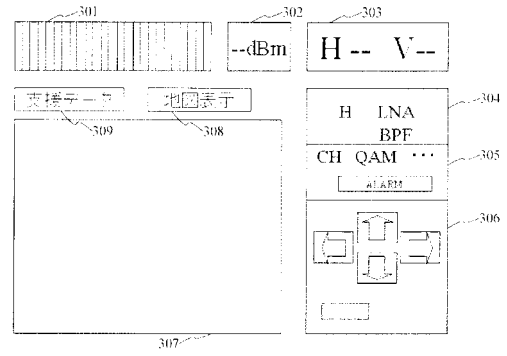 301
302
303
--dBm
H -- V--
支援データ
地図表示
309
308
H LNA
BPF
304
CH QAM ･･･
305
ALARM
306
307